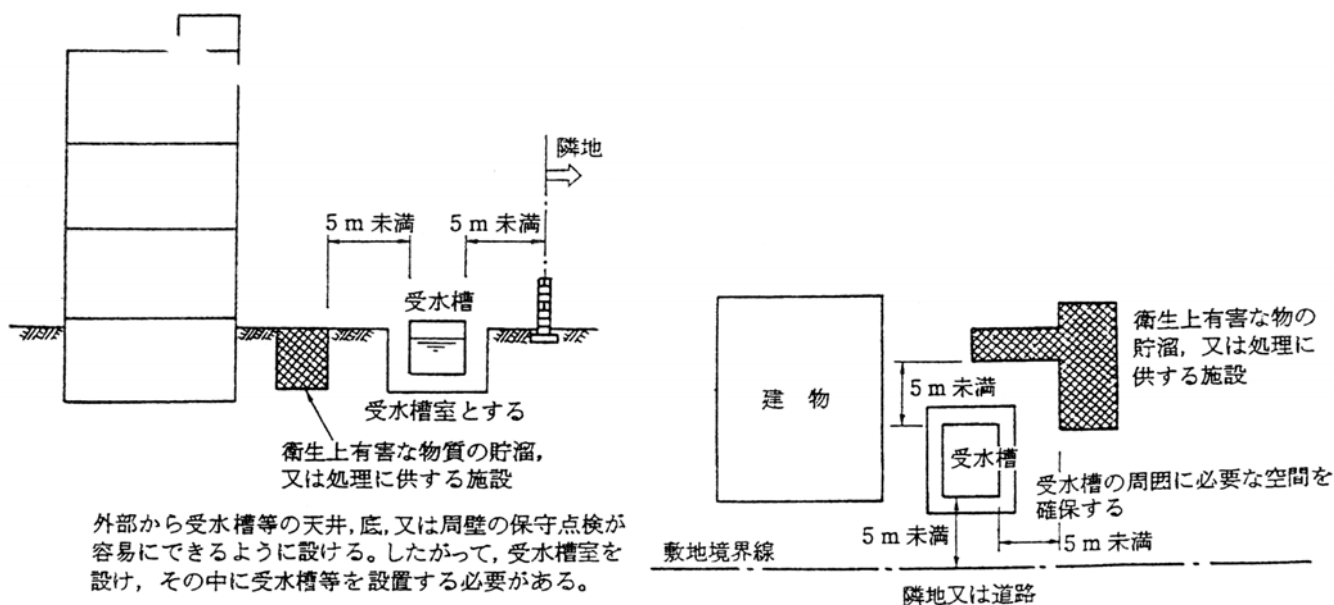 隣地
5 m 未満
5 m 未満
受水槽
受水槽室とする
衛生上有害な物質の貯溜,
又は処理に供する施設
外部から受水槽等の天井, 底, 又は周壁の保守点検が
容易にできるように設ける。したがって, 受水槽室を
設け, その中に受水槽等を設置する必要がある。
衛生上有害な物の
貯溜, 又は処理に
供する施設
5 m 未満
建 物
受水槽
受水槽の周囲に必要な空間を
確保する
5 m 未満
5 m 未満
敷地境界線
隣地又は道路